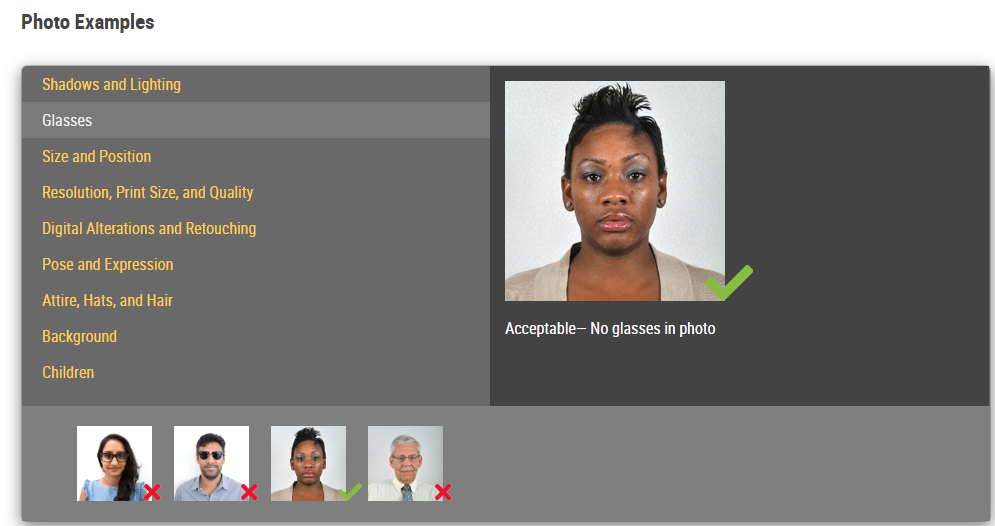 Photo Examples
Shadows and Lighting
Glasses
Size and Position
Resolution, Print Size, and Quality
Digital Alterations and Retouching
Pose and Expression
Attire, Hats, and Hair
Background
Children
Acceptable— No glasses in photo